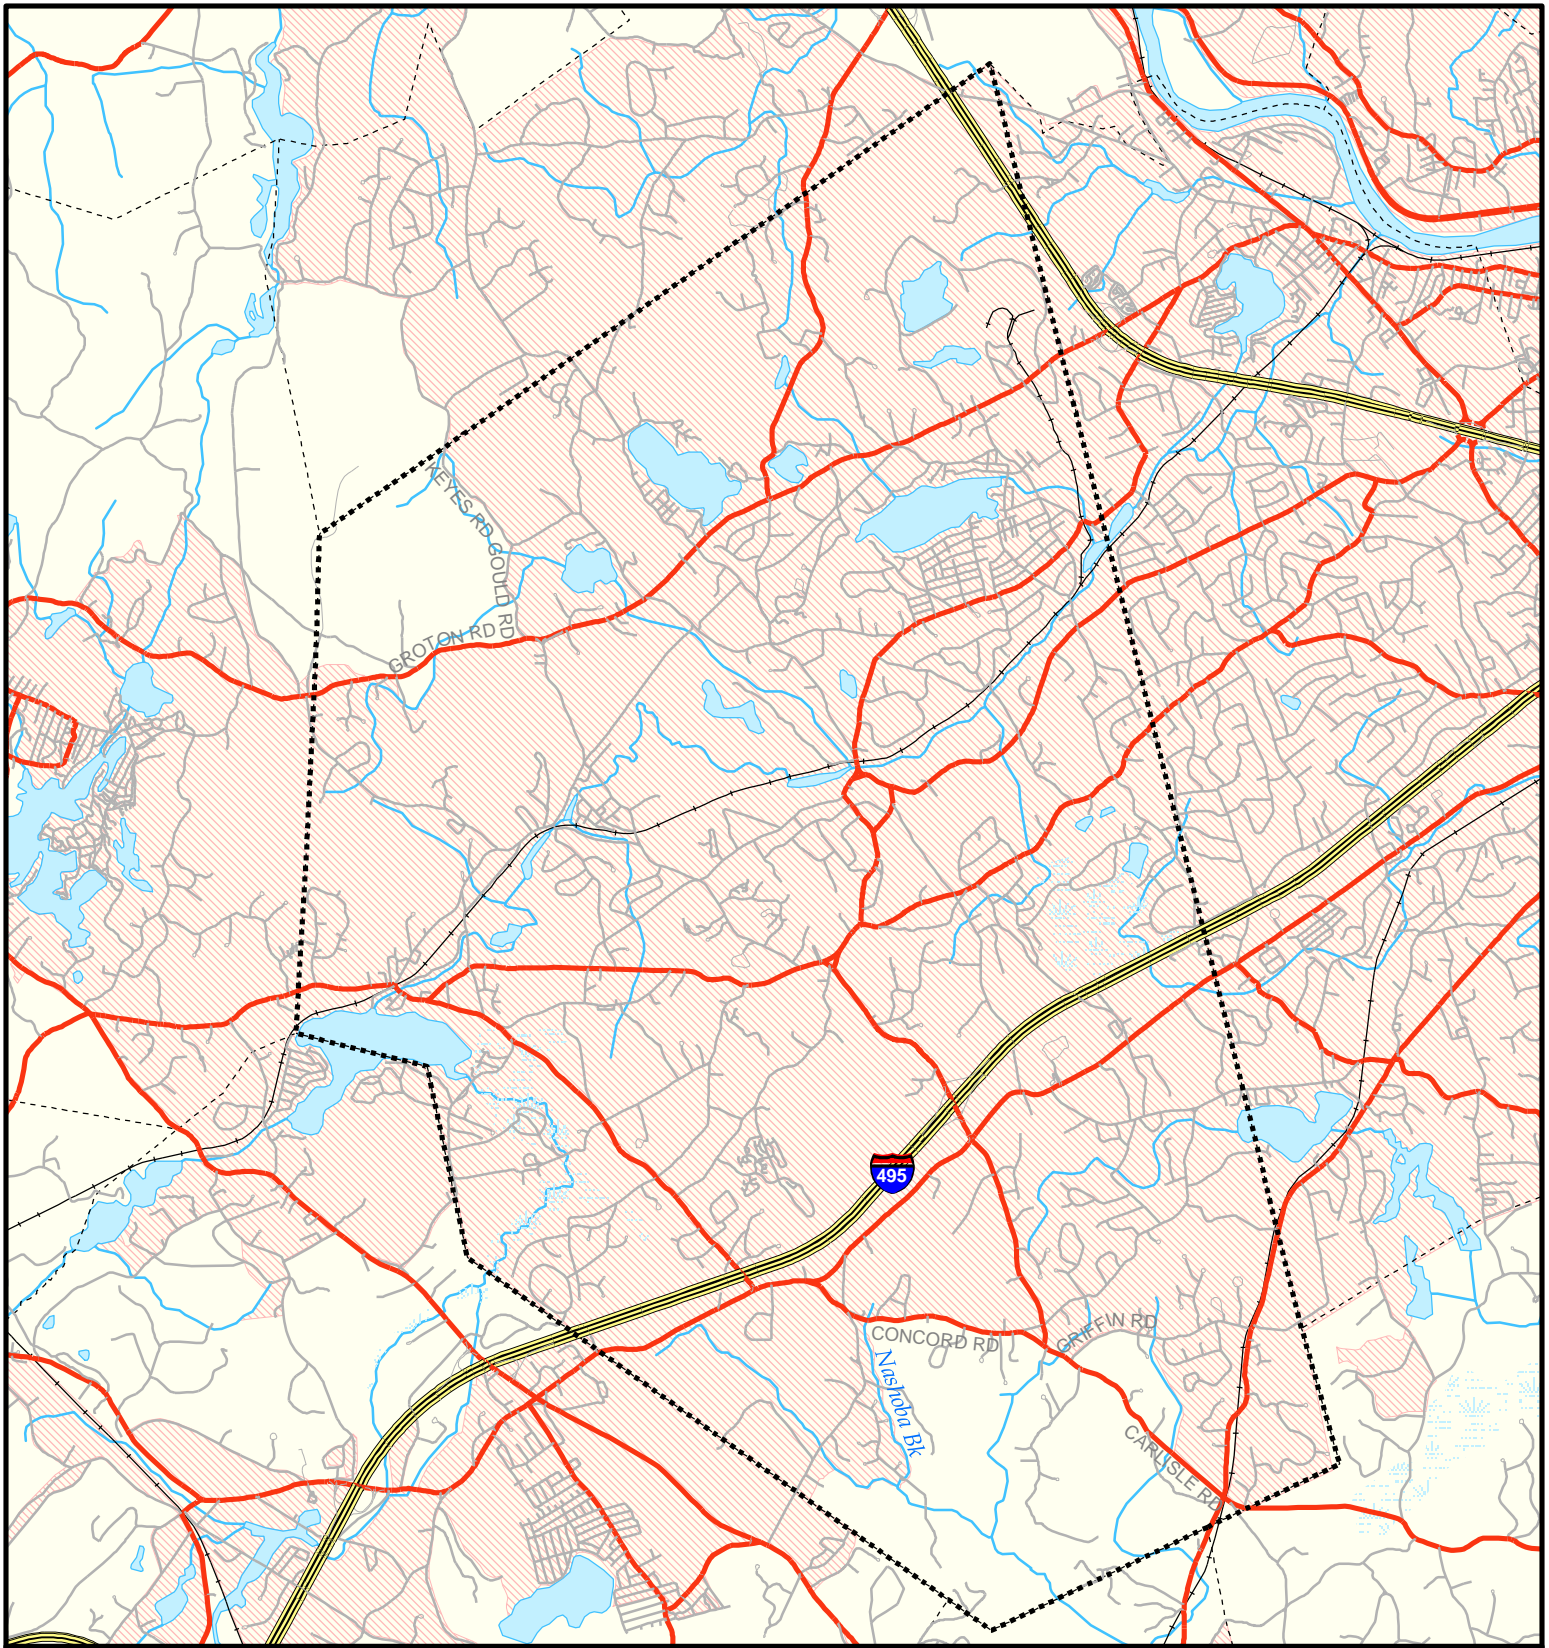 KEYES RD
GOULD RD
GROTON RD
495
CONCORD RD
GRIFFIN RD
Nashoba Bk
CARLISLE RD